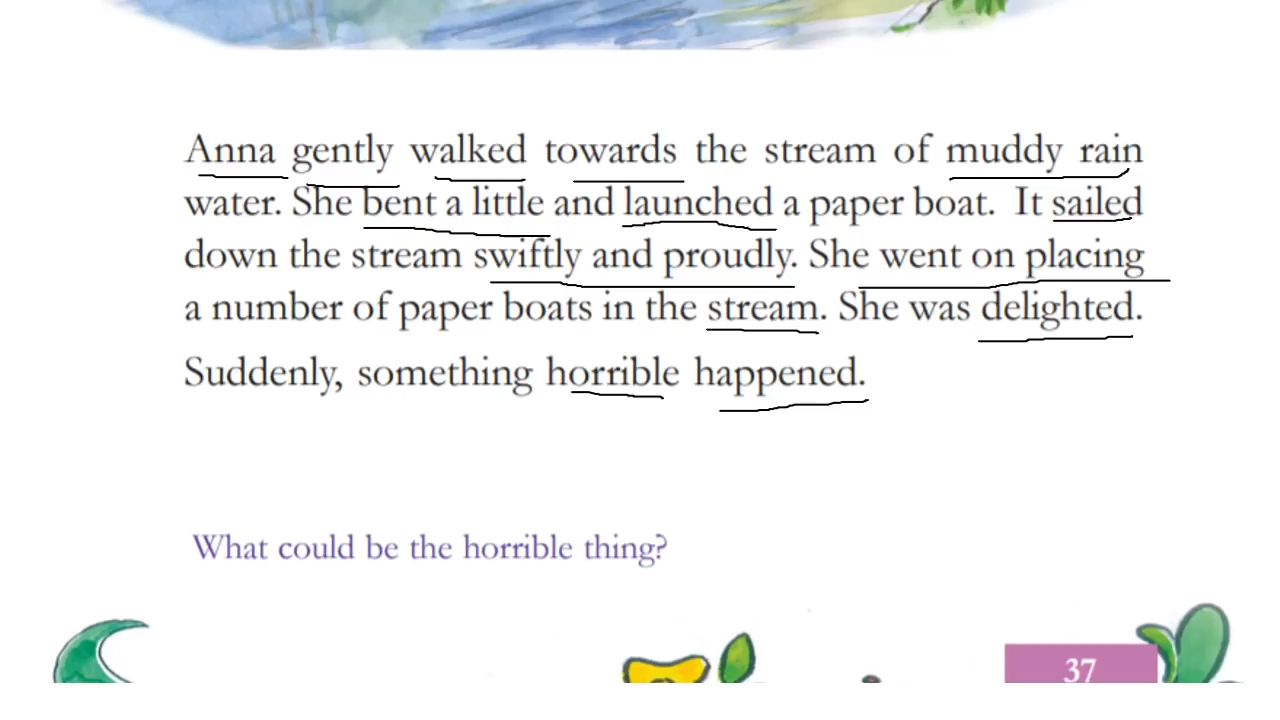 Anna gently walked towards the stream of muddy rain
water. She bent a little and launched a paper boat. It sailed
down the stream swiftly and proudly. She went on placing
a number of paper boats in the stream. She was delighted.
Suddenly, something horrible happened.
What could be the horrible thing?
37